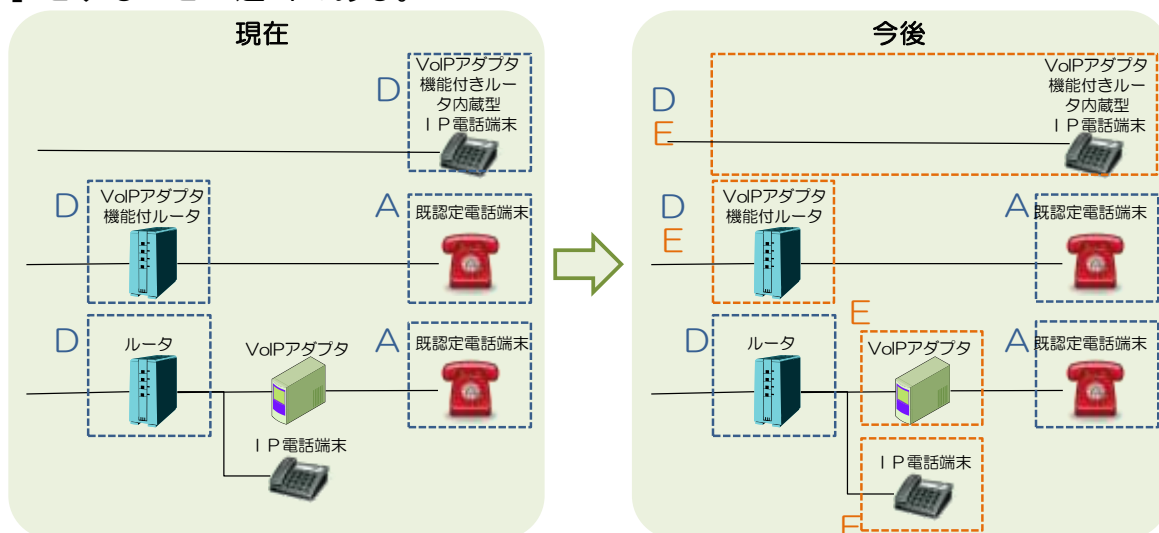 現在
D
VoIPアダプタ
機能付きルー
タ内蔵型
IP電話端末
D
VoIPアダプタ
機能付ルータ
A
既認定電話端末
D
ルータ
VoIPアダプタ
A
既認定電話端末
IP電話端末
今後
D
E
VoIPアダプタ
機能付きルー
タ内蔵型
IP電話端末
D
E
VoIPアダプタ
機能付ルータ
A
既認定電話端末
D
ルータ
E
VoIPアダプタ
A
既認定電話端末
IP電話端末
E